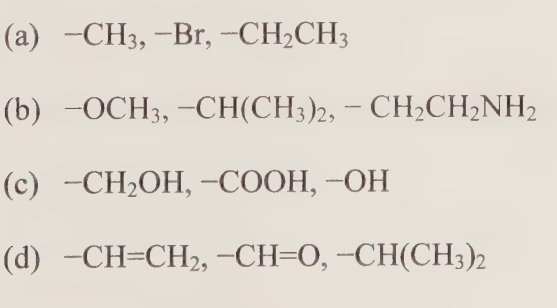 (a) −CH₃, −Br, −CH₂CH₃
(b) −OCH₃, −CH(CH₃)₂, − CH₂CH₂NH₂
(c) −CH₂OH, −COOH, −OH
(d) −CH=CH₂, −CH=O, −CH(CH₃)₂